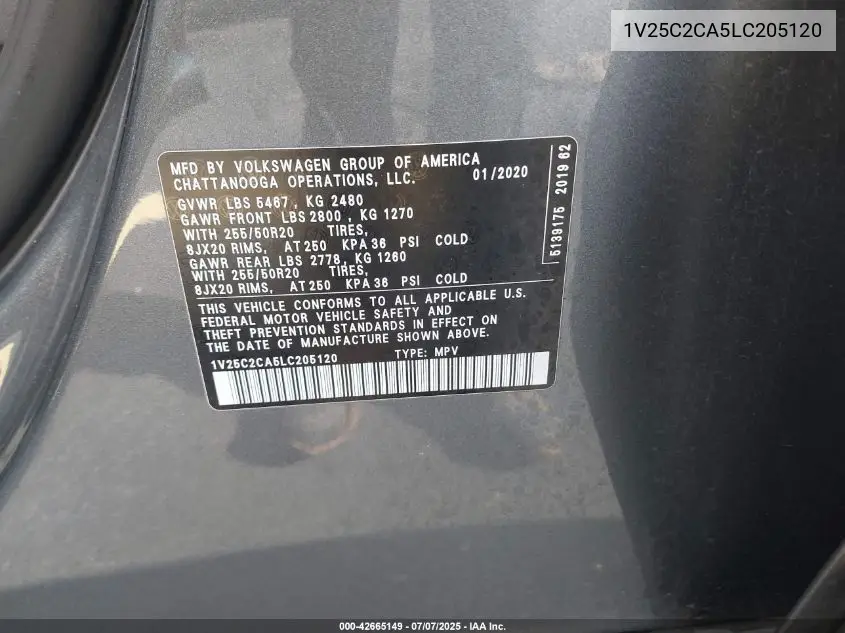 1V25C2CA5LC205120
MFD BY VOLKSWAGEN GROUP OF AMERICA
CHATTANOOGA OPERATIONS, LLC. 01/2020
GVWR LBS 5467 , KG 2480
GAWR FRONT LBS 2800 , KG 1270
WITH 255/50R20 TIRES,
8JX20 RIMS, AT 250 KPA 36 PSI COLD
GAWR REAR LBS 2778 , KG 1260
WITH 255/50R20 TIRES,
8JX20 RIMS, AT 250 KPA 36 PSI COLD
THIS VEHICLE CONFORMS TO ALL APPLICABLE U.S.
FEDERAL MOTOR VEHICLE SAFETY AND
THEFT PREVENTION STANDARDS IN EFFECT ON
THE DATE OF MANUFACTURE SHOWN ABOVE.
1V25C2CA5LC205120 TYPE: MPV
5139175 2019 62
000-42665149 - 07/07/2025 - IAA Inc.